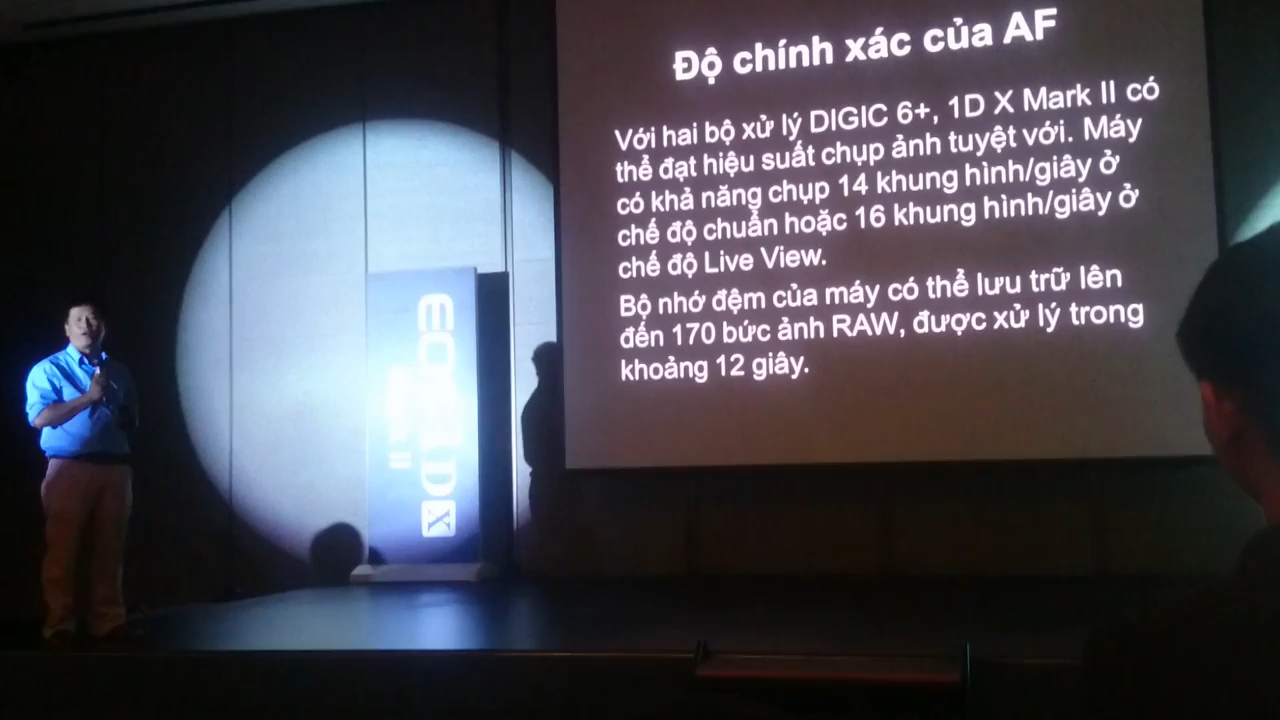 Độ chính xác của AF
Với hai bộ xử lý DIGIC 6+, 1D X Mark II có
thể đạt hiệu suất chụp ảnh tuyệt với. Máy
có khả năng chụp 14 khung hình/giây ở
chế độ chuẩn hoặc 16 khung hình/giây ở
chế độ Live View.
Bộ nhớ đệm của máy có thể lưu trữ lên
đến 170 bức ảnh RAW, được xử lý trong
khoảng 12 giây.
II